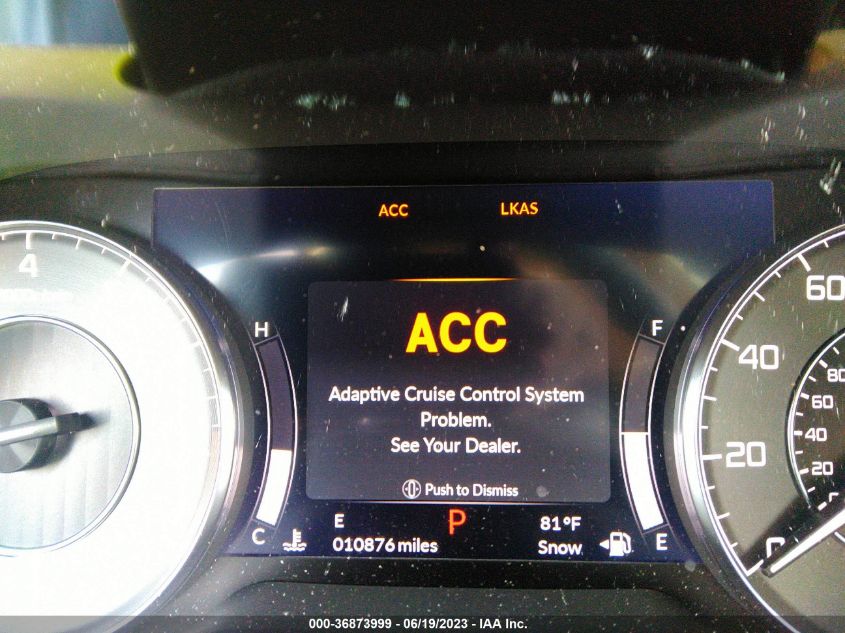 ACC LKAS
4
60
40
20
80
60
40
20
H
F
ACC
Adaptive Cruise Control System
Problem.
See Your Dealer.
Push to Dismiss
C
E
E
P
81°F
010876 miles
Snow
000-36873999 - 06/19/2023 - IAA Inc.